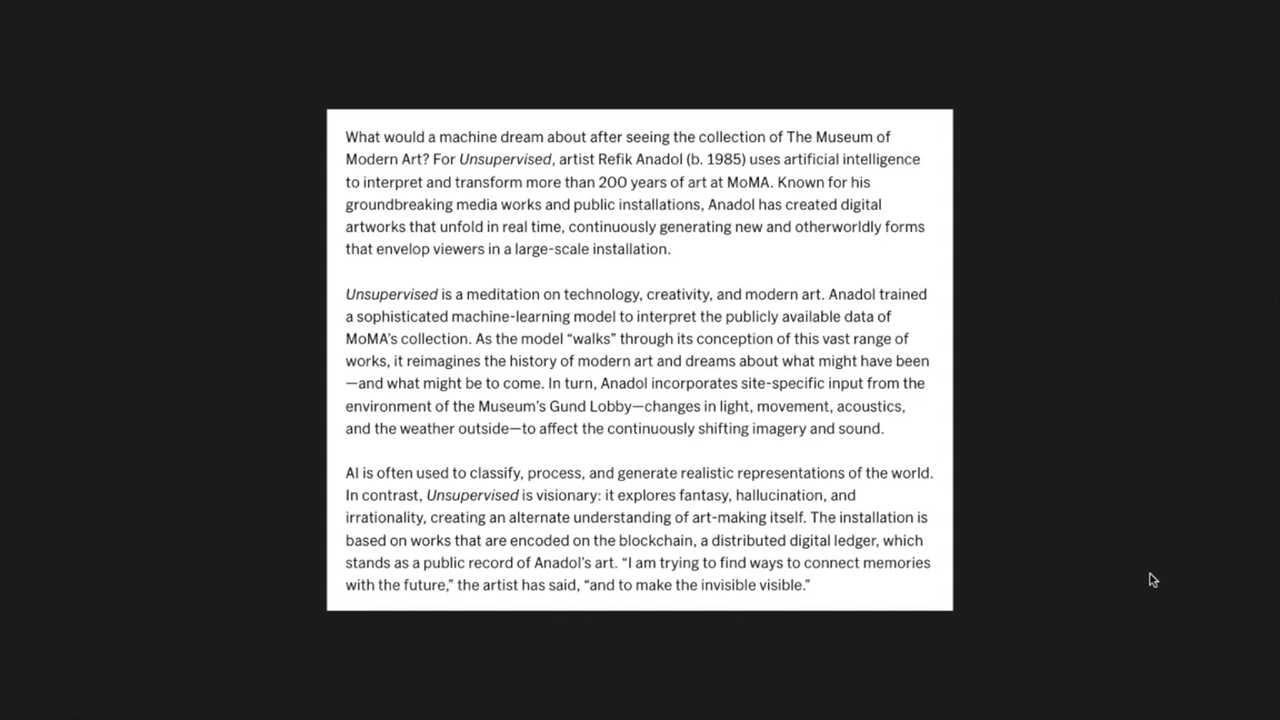 What would a machine dream about after seeing the collection of The Museum of
Modern Art? For Unsupervised, artist Refik Anadol (b. 1985) uses artificial intelligence
to interpret and transform more than 200 years of art at MoMA. Known for his
groundbreaking media works and public installations, Anadol has created digital
artworks that unfold in real time, continuously generating new and otherworldly forms
that envelop viewers in a large-scale installation.
Unsupervised is a meditation on technology, creativity, and modern art. Anadol trained
a sophisticated machine-learning model to interpret the publicly available data of
MoMA’s collection. As the model “walks” through its conception of this vast range of
works, it reimagines the history of modern art and dreams about what might have been
—and what might be to come. In turn, Anadol incorporates site-specific input from the
environment of the Museum’s Gund Lobby—changes in light, movement, acoustics,
and the weather outside—to affect the continuously shifting imagery and sound.
AI is often used to classify, process, and generate realistic representations of the world.
In contrast, Unsupervised is visionary: it explores fantasy, hallucination, and
irrationality, creating an alternate understanding of art-making itself. The installation is
based on works that are encoded on the blockchain, a distributed digital ledger, which
stands as a public record of Anadol’s art. “I am trying to find ways to connect memories
with the future,” the artist has said, “and to make the invisible visible.”